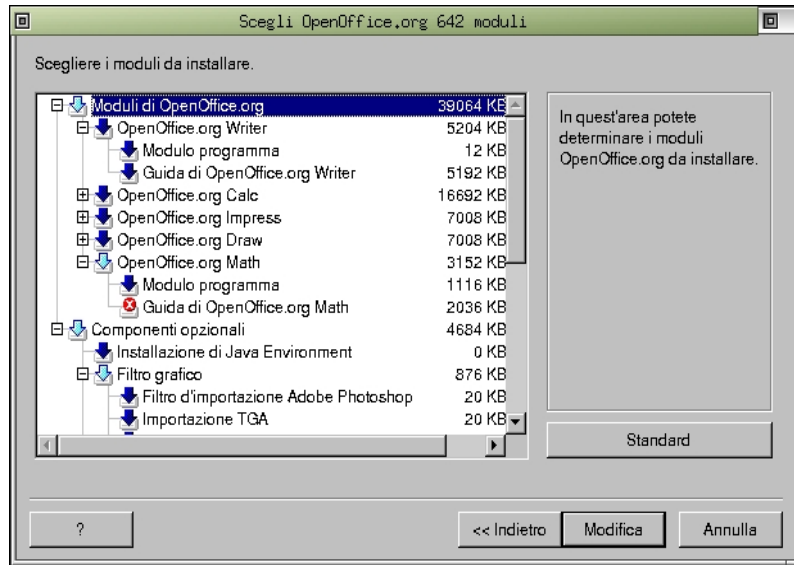 Scegli OpenOffice.org 642 moduli
Scegliere i moduli da installare.
Moduli di OpenOffice.org 39064 KB
OpenOffice.org Writer 5204 KB
Modulo programma 12 KB
Guida di OpenOffice.org Writer 5192 KB
OpenOffice.org Calc 16692 KB
OpenOffice.org Impress 7008 KB
OpenOffice.org Draw 7008 KB
OpenOffice.org Math 3152 KB
Modulo programma 1116 KB
Guida di OpenOffice.org Math 2036 KB
Componenti opzionali 4684 KB
Installazione di Java Environment 0 KB
Filtro grafico 876 KB
Filtro d'importazione Adobe Photoshop 20 KB
Importazione TGA 20 KB
In quest'area potete
determinare i moduli
OpenOffice.org da installare.
Standard
?
<< Indietro
Modifica
Annulla